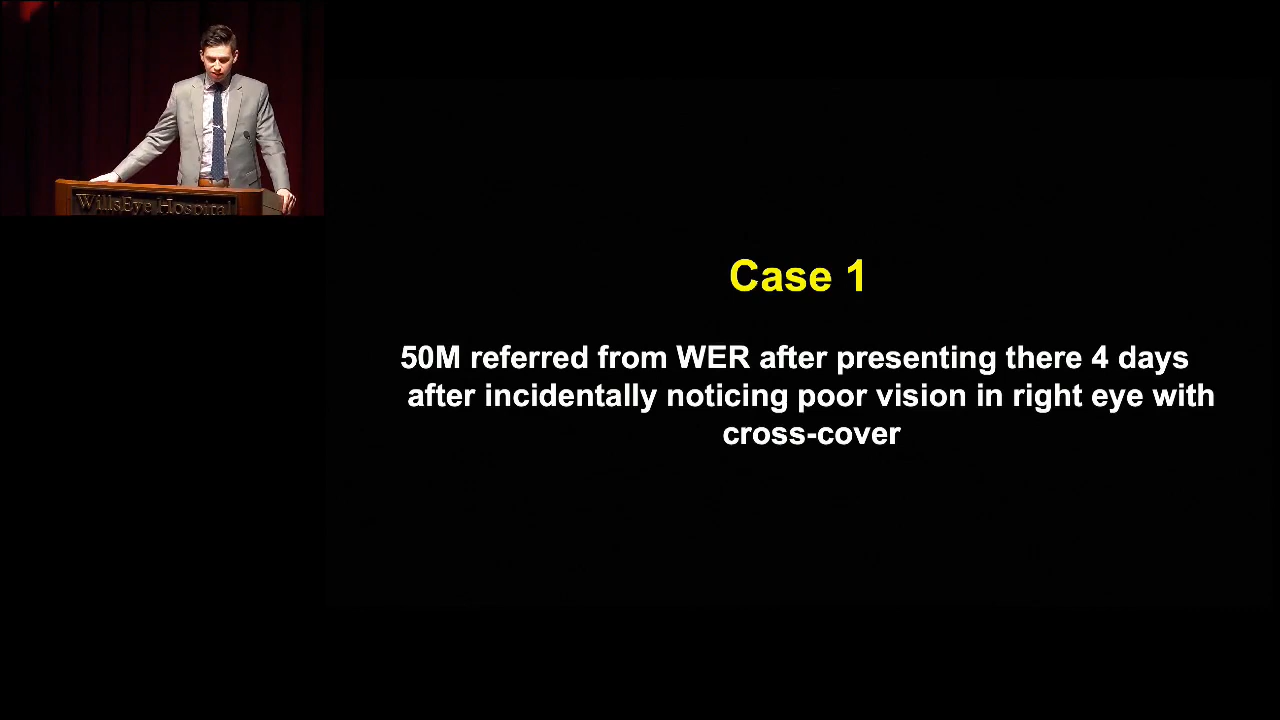 WillsEye Hospital
Case 1
50M referred from WER after presenting there 4 days
after incidentally noticing poor vision in right eye with
cross-cover